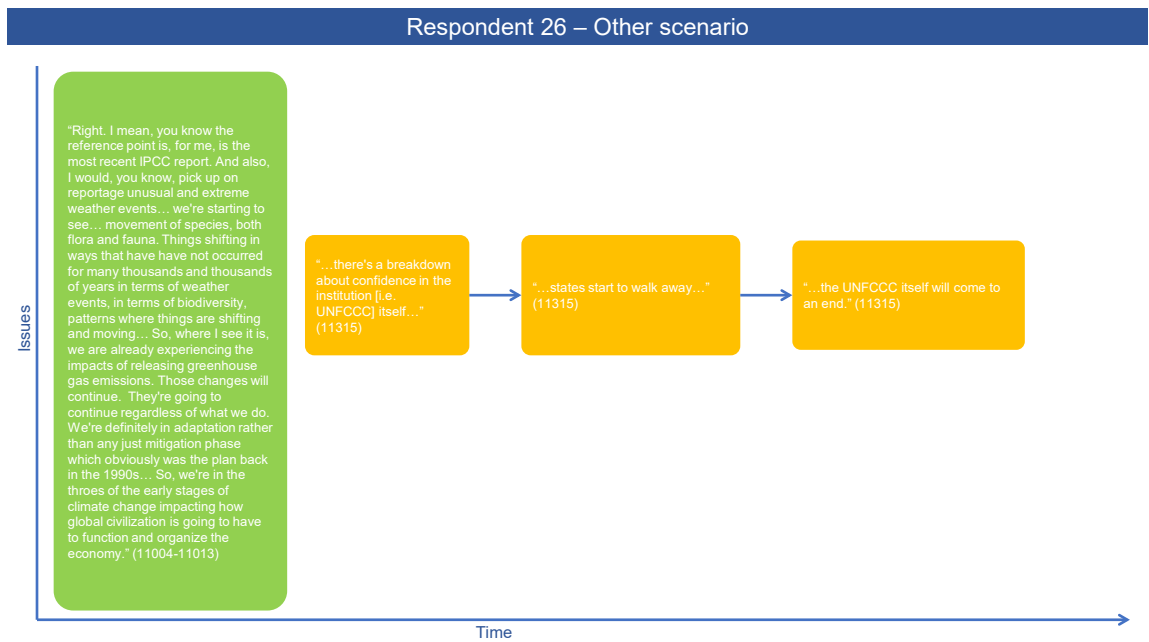 Respondent 26 – Other scenario
“Right. I mean, you know the
reference point is, for me, is the
most recent IPCC report. And also,
I would, you know, pick up on
reportage unusual and extreme
weather events… we're starting to
see… movement of species, both
flora and fauna. Things shifting in
ways that have have not occurred
for many thousands and thousands
of years in terms of weather
events, in terms of biodiversity,
patterns where things are shifting
and moving… So, where I see it is,
we are already experiencing the
impacts of releasing greenhouse
gas emissions. Those changes will
continue.  They're going to
continue regardless of what we do.
We're definitely in adaptation rather
than any just mitigation phase
which obviously was the plan back
in the 1990s… So, we're in the
throes of the early stages of
climate change impacting how
global civilization is going to have
to function and organize the
economy.” (11004-11013)
“…there's a breakdown
about confidence in the
institution [i.e.
UNFCCC] itself…”
(11315)
“…states start to walk away…”
(11315)
“…the UNFCCC itself will come to
an end.” (11315)
Issues
Time